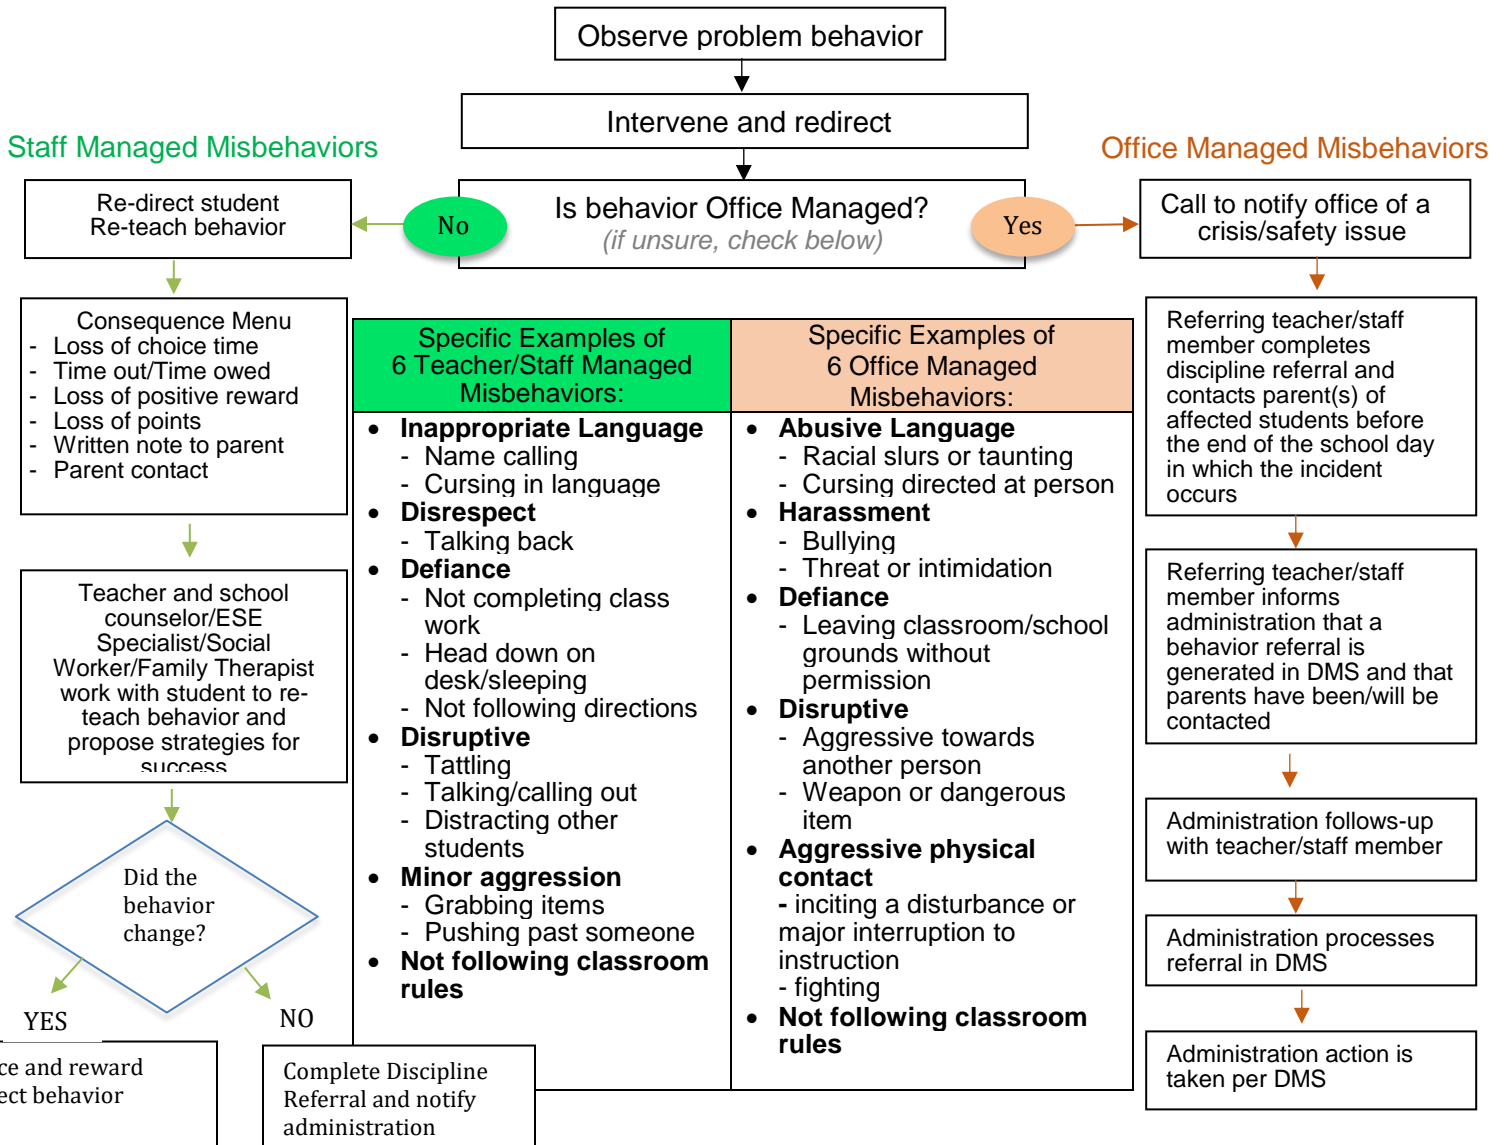 Observe problem behavior
Intervene and redirect
Staff Managed Misbehaviors
Office Managed Misbehaviors
Is behavior Office Managed?
(if unsure, check below)
No
Yes
Re-direct student
Re-teach behavior
Consequence Menu
- Loss of choice time
- Time out/Time owed
- Loss of positive reward
- Loss of points
- Written note to parent
- Parent contact
Teacher and school
counselor/ESE
Specialist/Social
Worker/Family Therapist
work with student to re-
teach behavior and
propose strategies for
success
Did the
behavior
change?
YES
NO
ce and reward
ect behavior
Complete Discipline
Referral and notify
administration
Specific Examples of
6 Teacher/Staff Managed
Misbehaviors:
• Inappropriate Language
- Name calling
- Cursing in language
• Disrespect
- Talking back
• Defiance
- Not completing class
work
- Head down on
desk/sleeping
- Not following directions
• Disruptive
- Tattling
- Talking/calling out
- Distracting other
students
• Minor aggression
- Grabbing items
- Pushing past someone
• Not following classroom
rules
Specific Examples of
6 Office Managed
Misbehaviors:
• Abusive Language
- Racial slurs or taunting
- Cursing directed at person
• Harassment
- Bullying
- Threat or intimidation
• Defiance
- Leaving classroom/school
grounds without
permission
• Disruptive
- Aggressive towards
another person
- Weapon or dangerous
item
• Aggressive physical
contact
- inciting a disturbance or
major interruption to
instruction
- fighting
• Not following classroom
rules
Call to notify office of a
crisis/safety issue
Referring teacher/staff
member completes
discipline referral and
contacts parent(s) of
affected students before
the end of the school day
in which the incident
occurs
Referring teacher/staff
member informs
administration that a
behavior referral is
generated in DMS and that
parents have been/will be
contacted
Administration follows-up
with teacher/staff member
Administration processes
referral in DMS
Administration action is
taken per DMS